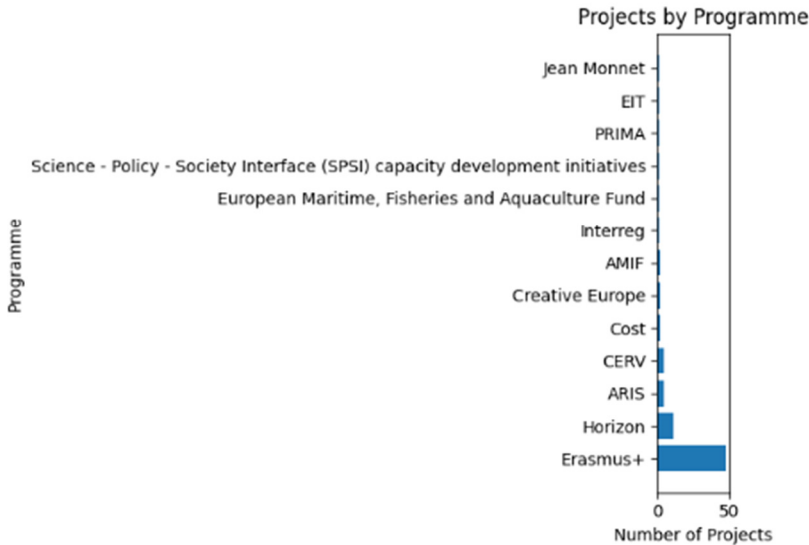 Projects by Programme
Jean Monnet
EIT
PRIMA
Science - Policy - Society Interface (SPSI) capacity development initiatives
European Maritime, Fisheries and Aquaculture Fund
Interreg
AMIF
Creative Europe
Cost
CERV
ARIS
Horizon
Erasmus+
Programme
0 50
Number of Projects